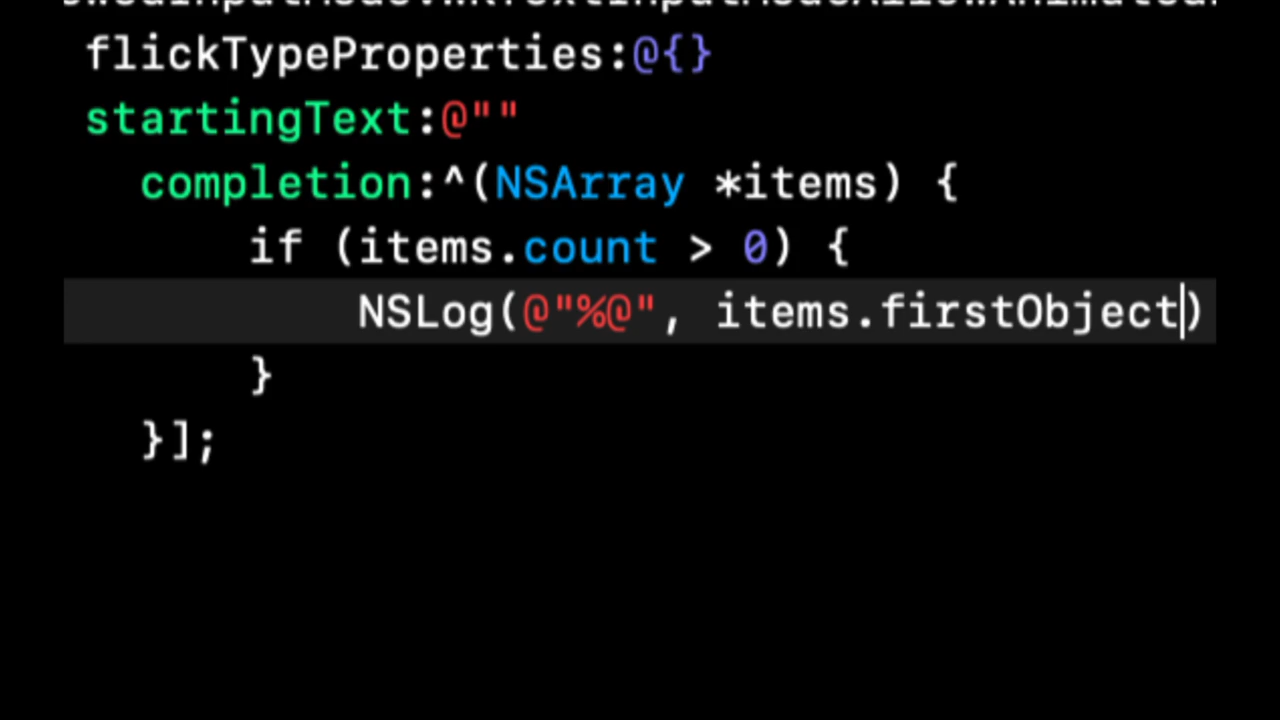 flickTypeProperties:@{}
startingText:@""
completion:^(NSArray *items) {
if (items.count > 0) {
NSLog(@"%@", items.firstObject)
}
}];